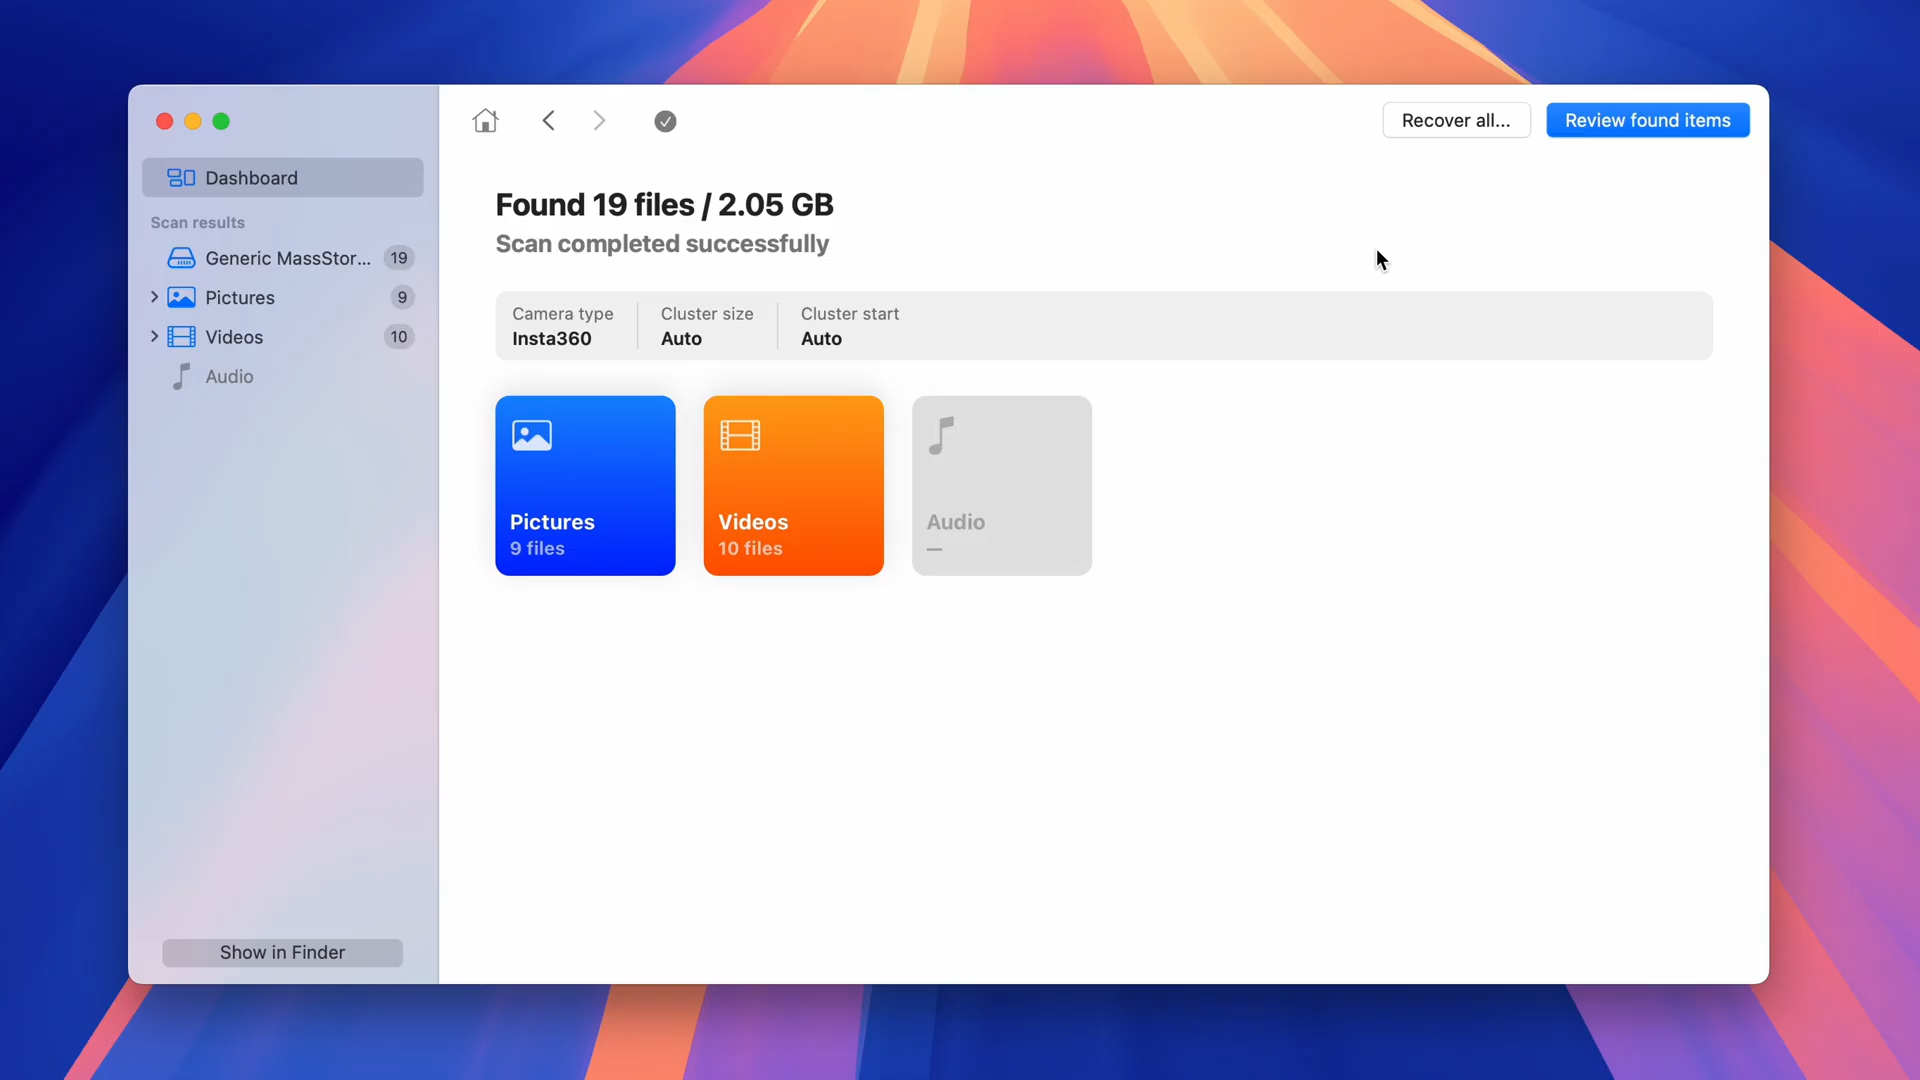 Dashboard
Scan results
Generic MassStor... 19
Pictures 9
Videos 10
Audio
Show in Finder
Recover all...
Review found items
Found 19 files / 2.05 GB
Scan completed successfully
Camera type
Insta360
Cluster size
Auto
Cluster start
Auto
Pictures
9 files
Videos
10 files
Audio
—